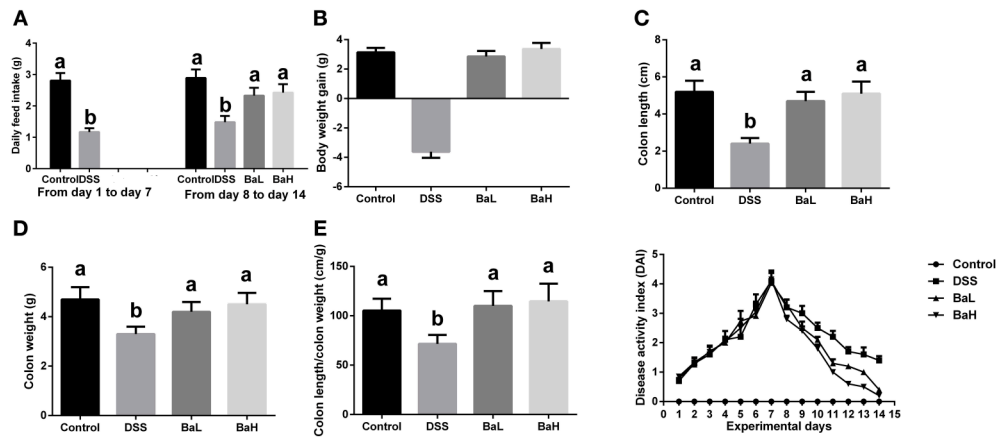 A
Daily feed intake (g)
4
3
2
1
0
a
b
a
b
a
a
Control DSS
Control DSS BaL BaH
From day 1 to day 7
From day 8 to day 14
B
Body weight gain (g)
6
4
2
0
-2
-4
-6
Control DSS BaL BaH
C
Colon length (cm)
8
6
4
2
0
a
b
a
a
Control DSS BaL BaH
D
Colon weight (g)
6
4
2
0
a
b
a
a
Control DSS BaL BaH
E
Colon length/colon weight (cm/g)
150
100
50
0
a
b
a
a
Control DSS BaL BaH
Disease activity index (DAI)
5
4
3
2
1
0
0 1 2 3 4 5 6 7 8 9 10 11 12 13 14 15
Experimental days
Control
DSS
BaL
BaH